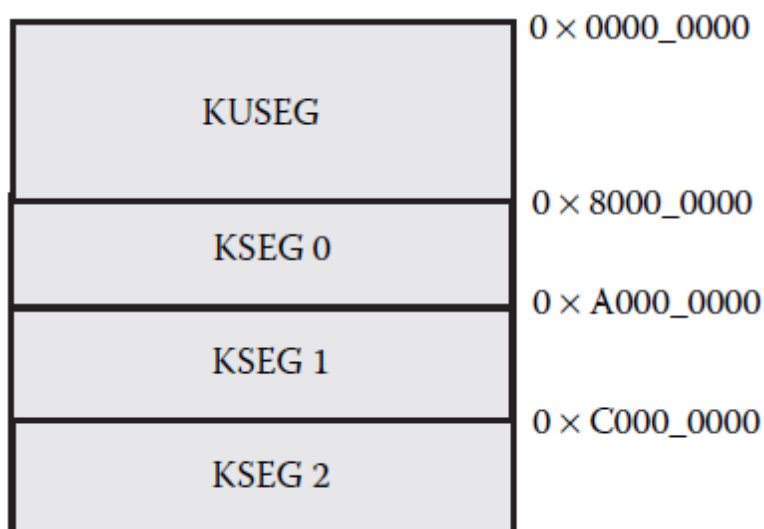 0 × 0000_0000
KUSEG
0 × 8000_0000
KSEG 0
0 × A000_0000
KSEG 1
0 × C000_0000
KSEG 2